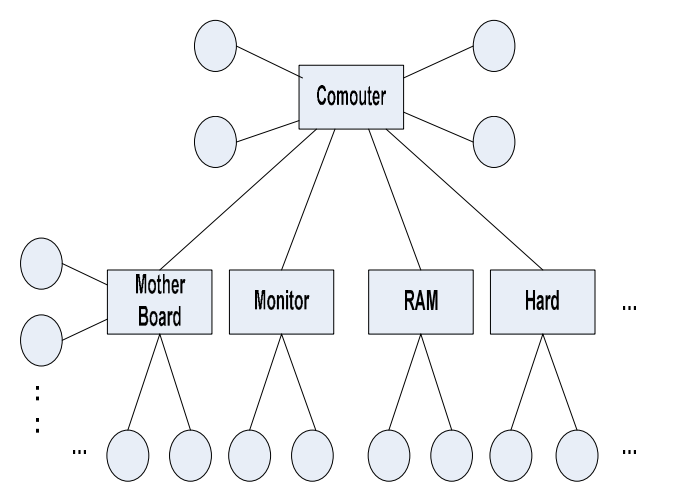 Comouter
Mother
Board
Monitor
RAM
Hard
...
:
:
...
...